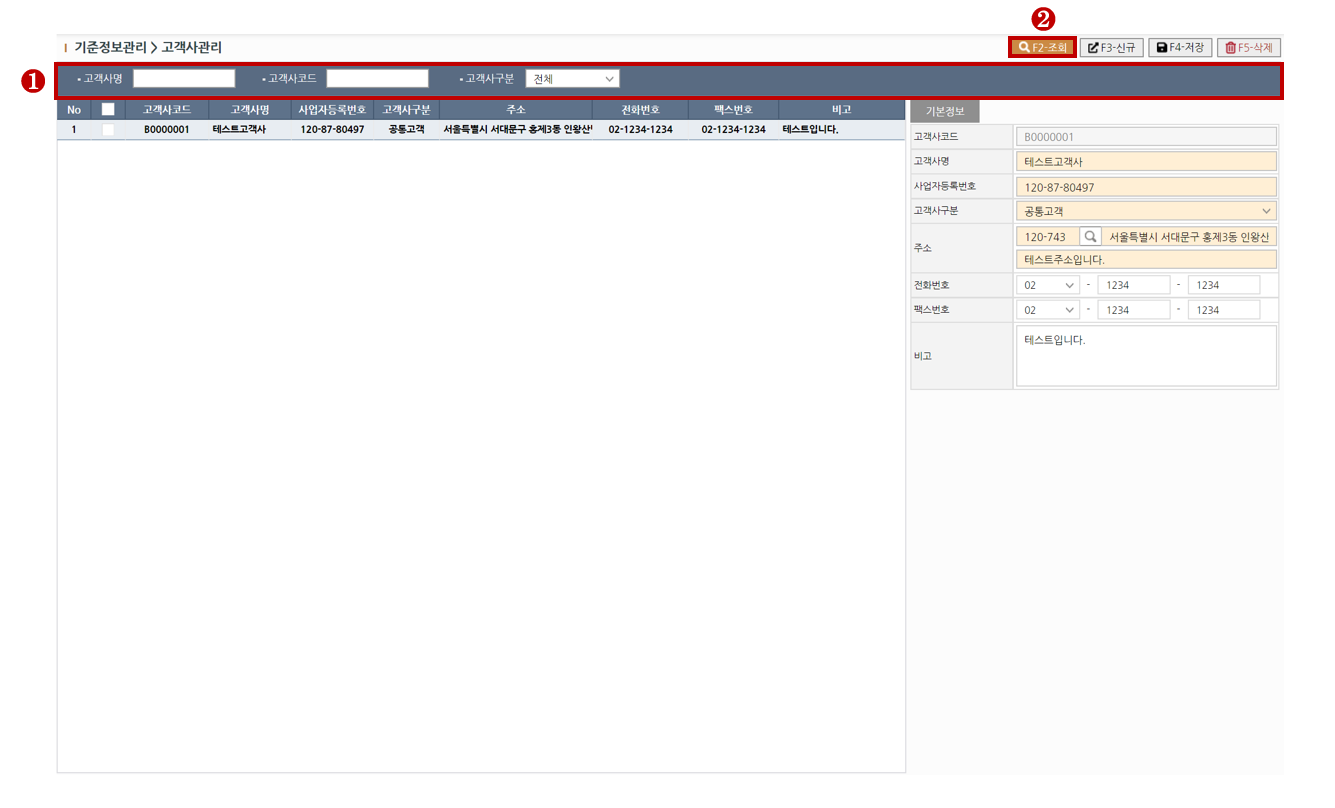 ❷
기준정보관리 > 고객사관리
F2-조회 F3-신규 F4-저장 F5-삭제
❶
• 고객사명 • 고객사코드 • 고객사구분 전체
No 고객사코드 고객사명 사업자등록번호 고객사구분 주소 전화번호 팩스번호 비고
1 B0000001 테스트고객사 120-87-80497 공통고객 서울특별시 서대문구 홍제3동 인왕산 02-1234-1234 02-1234-1234 테스트입니다.
기본정보
고객사코드 B0000001
고객사명 테스트고객사
사업자등록번호 120-87-80497
고객사구분 공통고객
주소 120-743 서울특별시 서대문구 홍제3동 인왕산
테스트주소입니다.
전화번호 02 - 1234 - 1234
팩스번호 02 - 1234 - 1234
비고 테스트입니다.